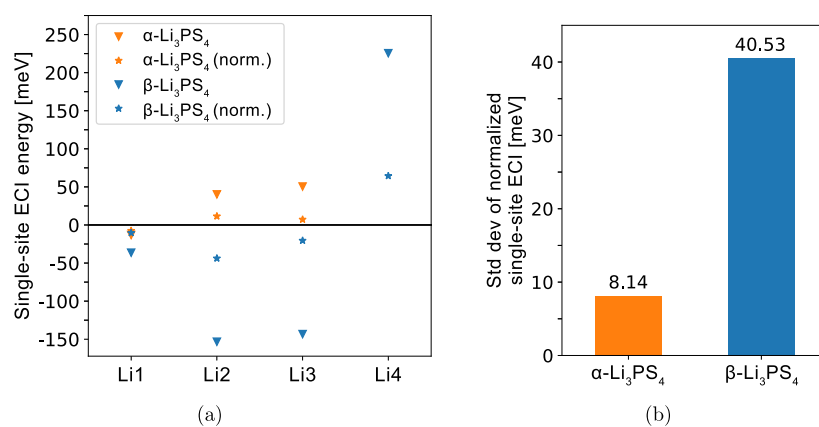 Single-site ECI energy [meV]
250
200
150
100
50
0
-50
-100
-150
α-Li₃PS₄
α-Li₃PS₄ (norm.)
β-Li₃PS₄
β-Li₃PS₄ (norm.)
Li1 Li2 Li3 Li4
(a)
Std dev of normalized
single-site ECI [meV]
40
30
20
10
0
8.14
40.53
α-Li₃PS₄ β-Li₃PS₄
(b)